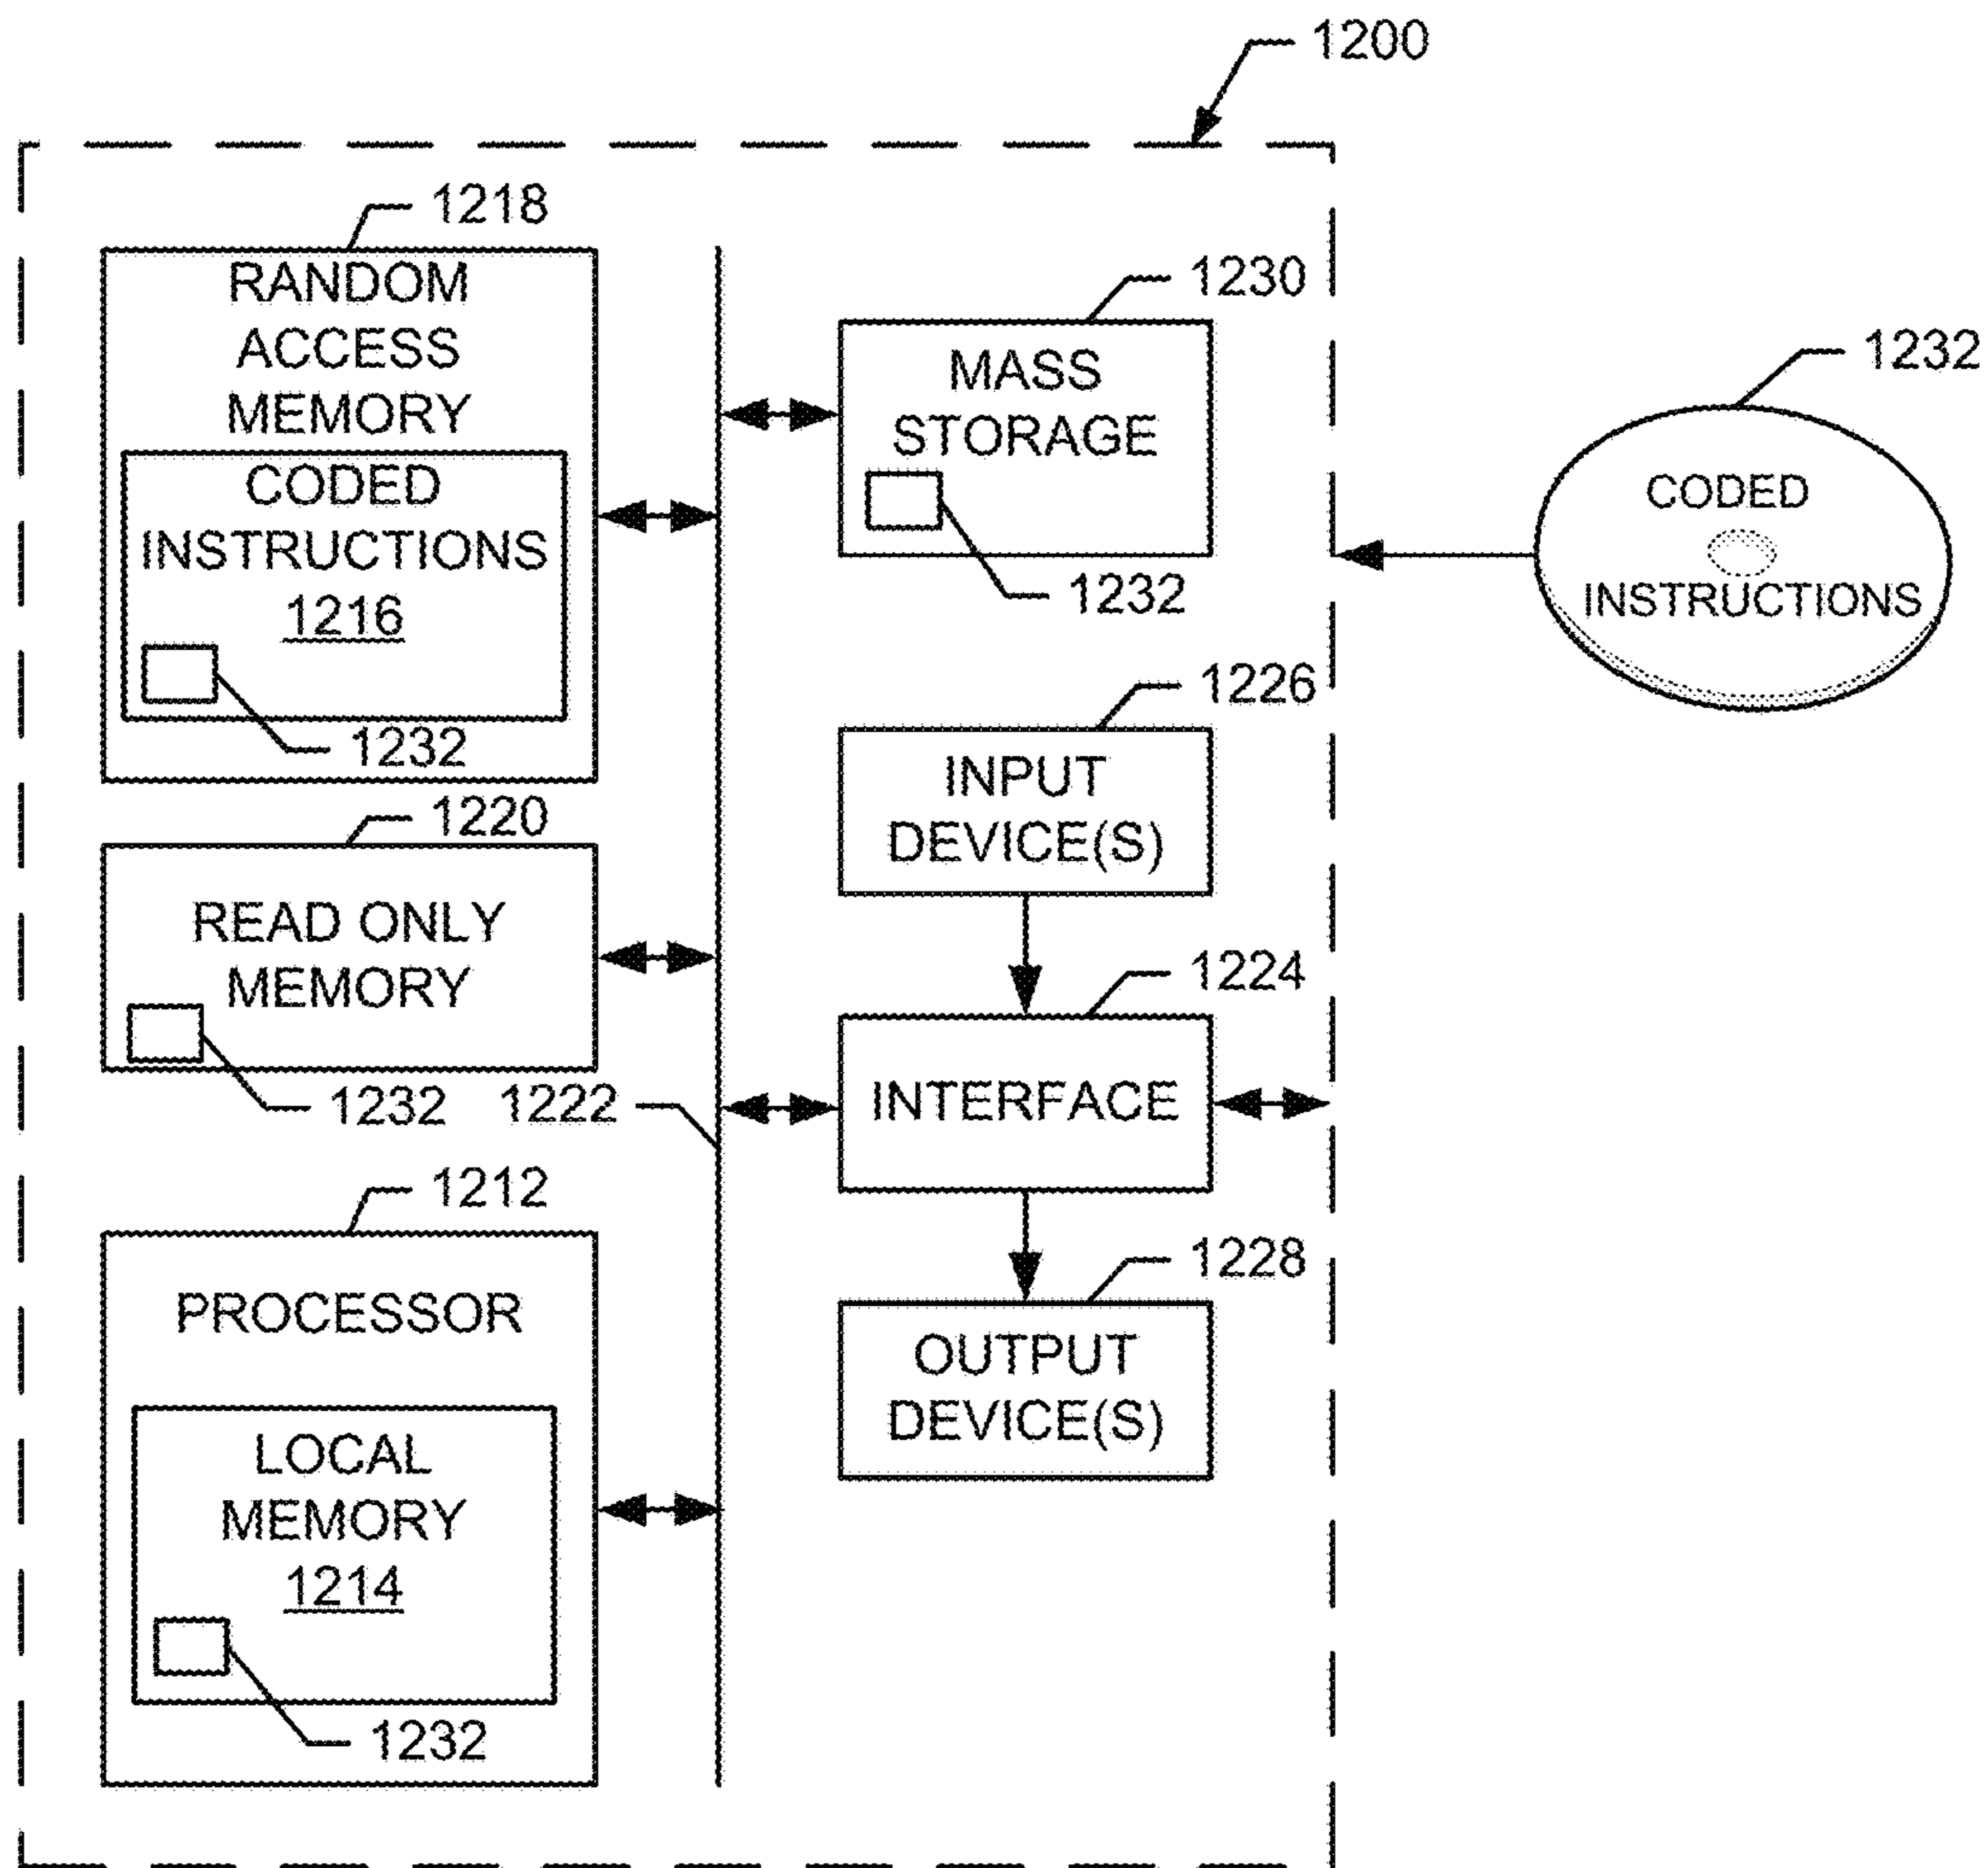 1200
1218
RANDOM
ACCESS
MEMORY
CODED
INSTRUCTIONS
1216
1232
1230
MASS
STORAGE
1232
1232
CODED
INSTRUCTIONS
1226
INPUT
DEVICE(S)
1220
READ ONLY
MEMORY
1232
1222
1224
INTERFACE
1212
PROCESSOR
LOCAL
MEMORY
1214
1232
1228
OUTPUT
DEVICE(S)